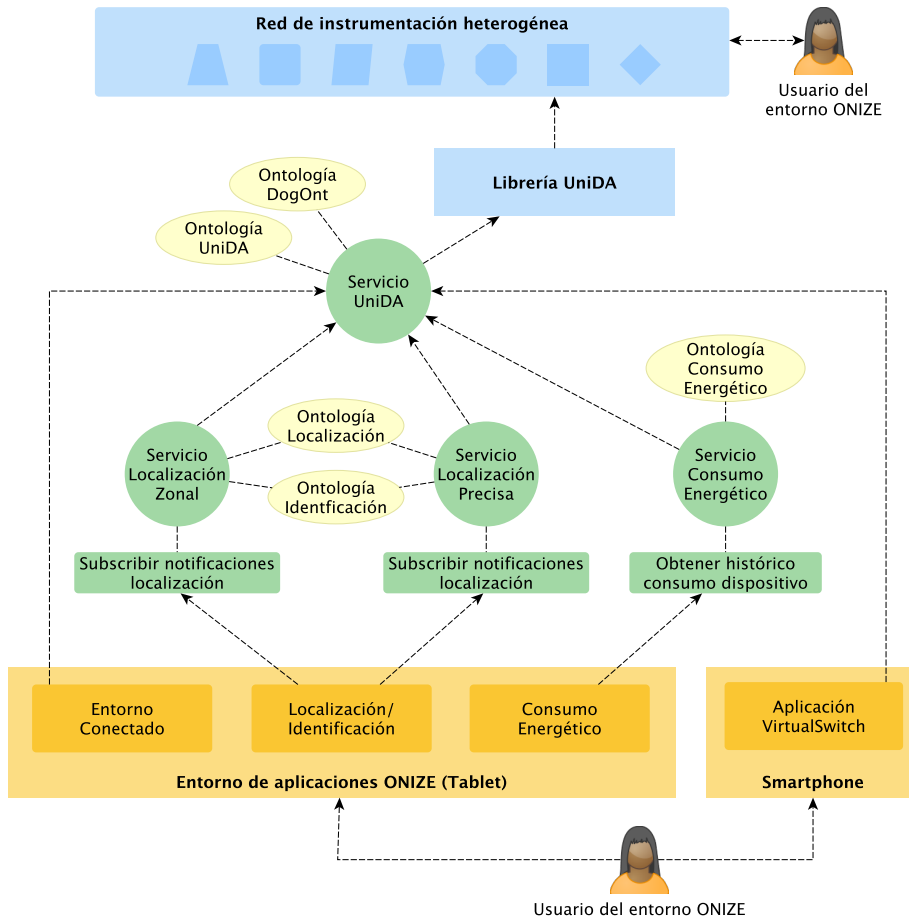 Red de instrumentación heterogénea
Usuario del
entorno ONIZE
Librería UniDA
Ontología
DogOnt
Ontología
UniDA
Servicio
UniDA
Ontología
Consumo
Energético
Ontología
Localización
Servicio
Localización
Zonal
Servicio
Localización
Precisa
Servicio
Consumo
Energético
Ontología
Identficación
Subscribir notificaciones
localización
Subscribir notificaciones
localización
Obtener histórico
consumo dispositivo
Entorno
Conectado
Localización/
Identificación
Consumo
Energético
Aplicación
VirtualSwitch
Entorno de aplicaciones ONIZE (Tablet)
Smartphone
Usuario del entorno ONIZE